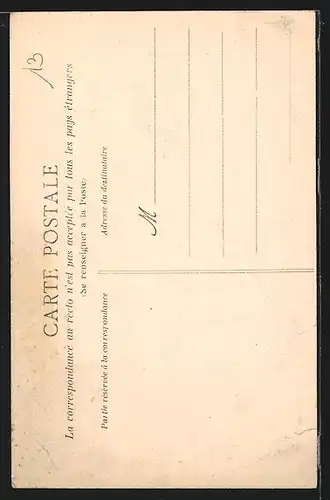 13
CARTE POSTALE
La correspondance au recto n'est pas acceptée par tous les pays étrangers
(Se renseigner à la Poste)
Partie réservée à la correspondance
Adresse du destinataire
M